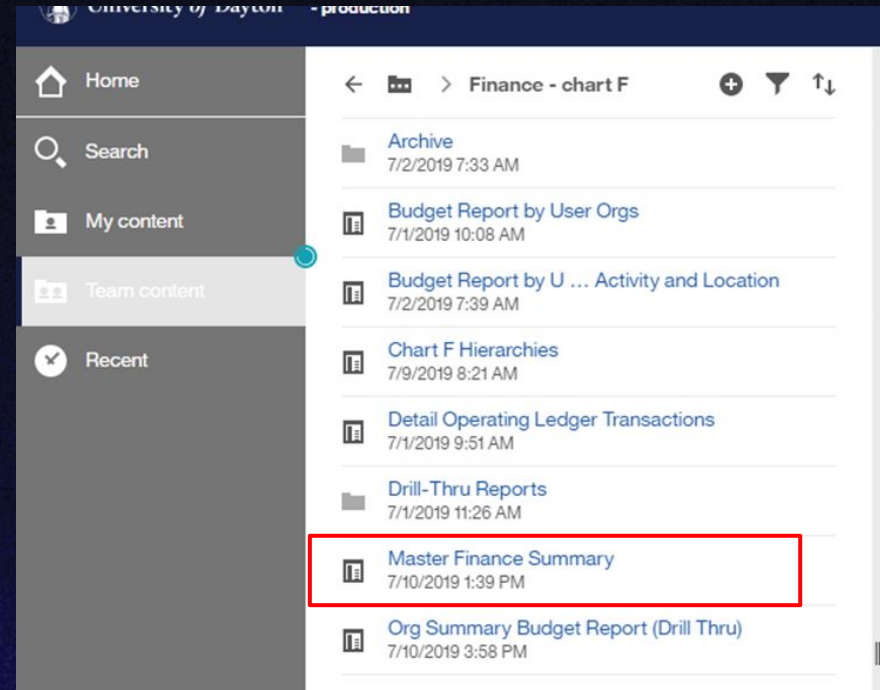 University of Dayton - production
Home
Search
My content
Team content
Recent
Finance - chart F
Archive
7/2/2019 7:33 AM
Budget Report by User Orgs
7/1/2019 10:08 AM
Budget Report by U ... Activity and Location
7/2/2019 7:39 AM
Chart F Hierarchies
7/9/2019 8:21 AM
Detail Operating Ledger Transactions
7/1/2019 9:51 AM
Drill-Thru Reports
7/1/2019 11:26 AM
Master Finance Summary
7/10/2019 1:39 PM
Org Summary Budget Report (Drill Thru)
7/10/2019 3:58 PM